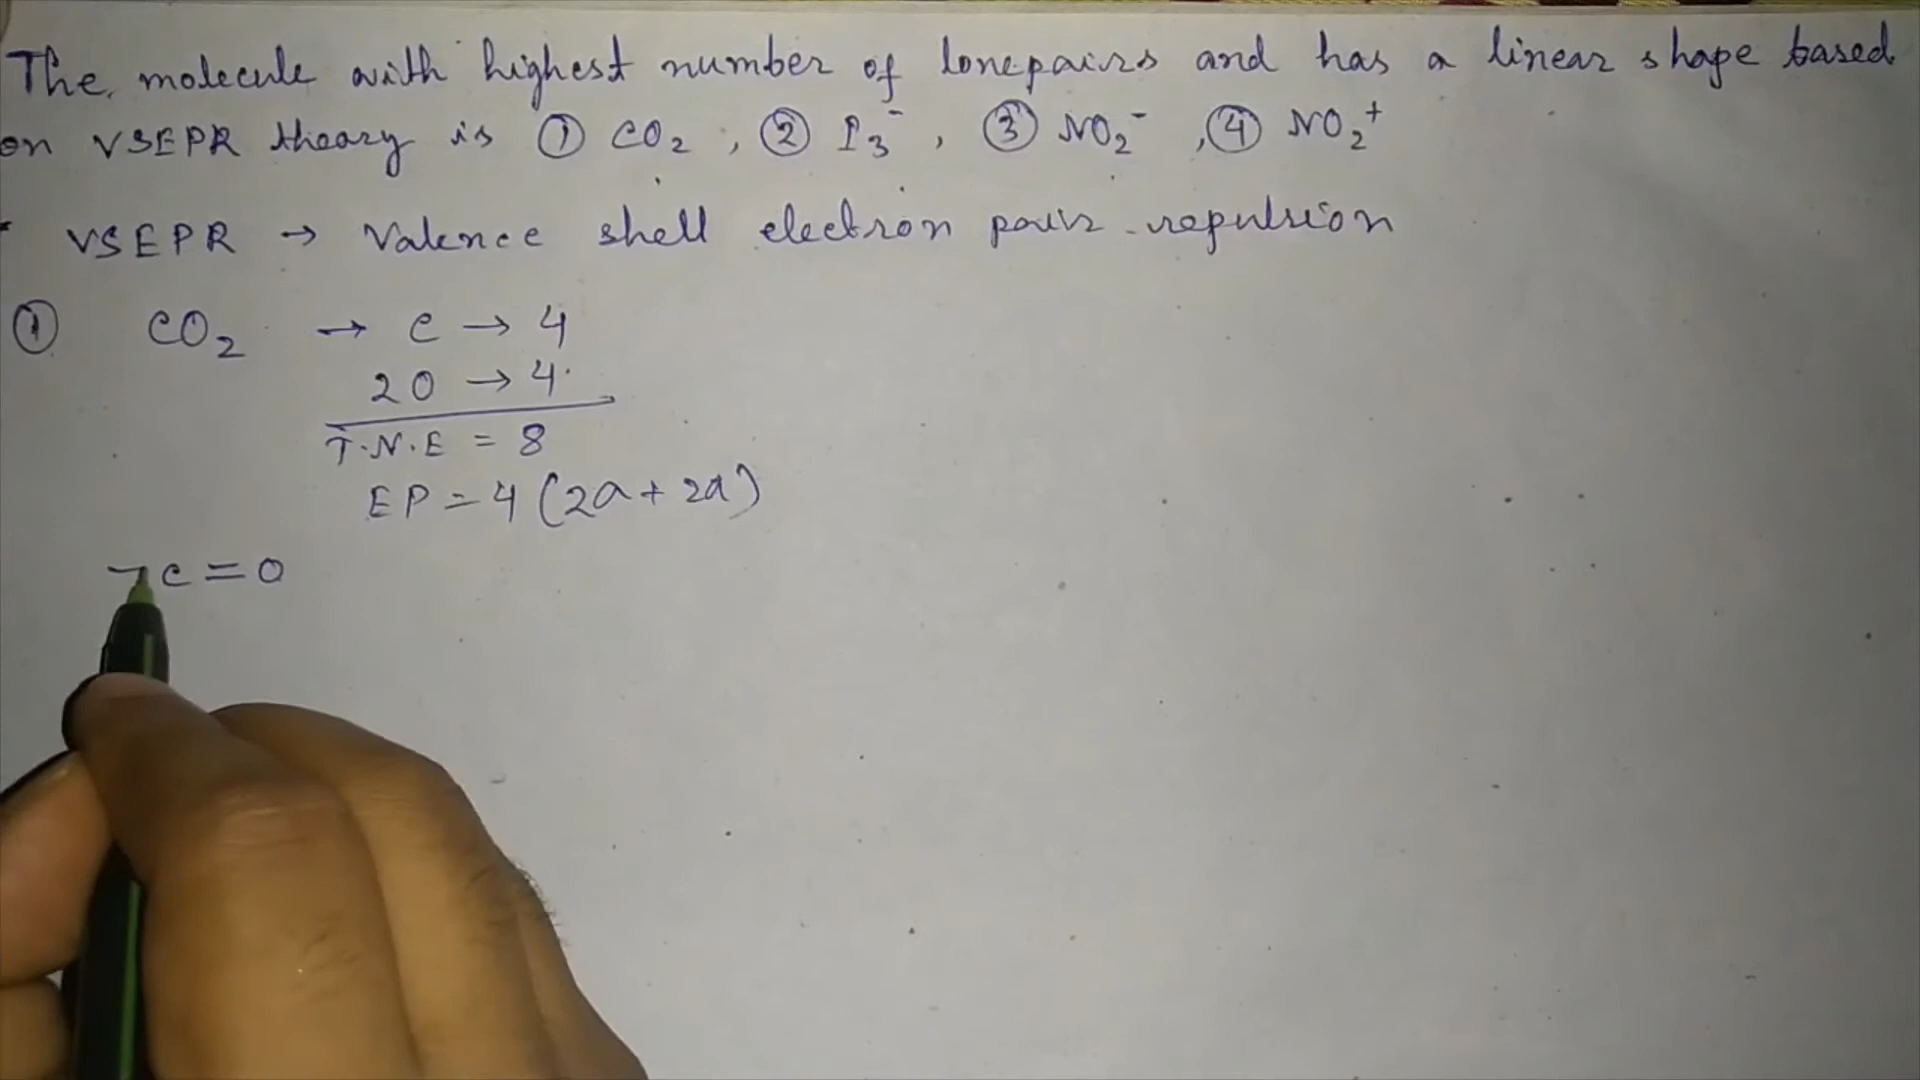 The molecule with highest number of lonepairs and has a linear shape based
on VSEPR theory is ① CO₂ , ② I₃⁻ , ③ NO₂⁻ , ④ NO₂⁺
VSEPR → Valence shell electron pair repulsion
① CO₂ → C → 4
2O → 4
T.N.E = 8
EP = 4 (2a + 2a)
C = O